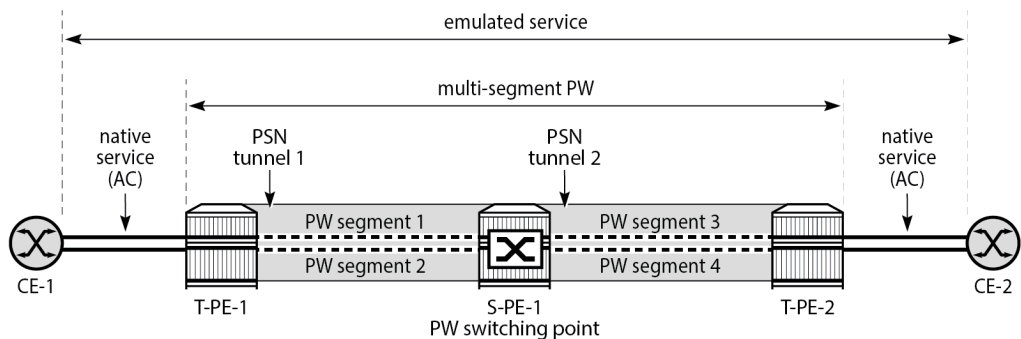 emulated service
multi-segment PW
native
service
(AC)
PSN
tunnel 1
PSN
tunnel 2
native
service
(AC)
PW segment 1
PW segment 3
PW segment 2
PW segment 4
CE-1
CE-2
T-PE-1
S-PE-1
T-PE-2
PW switching point